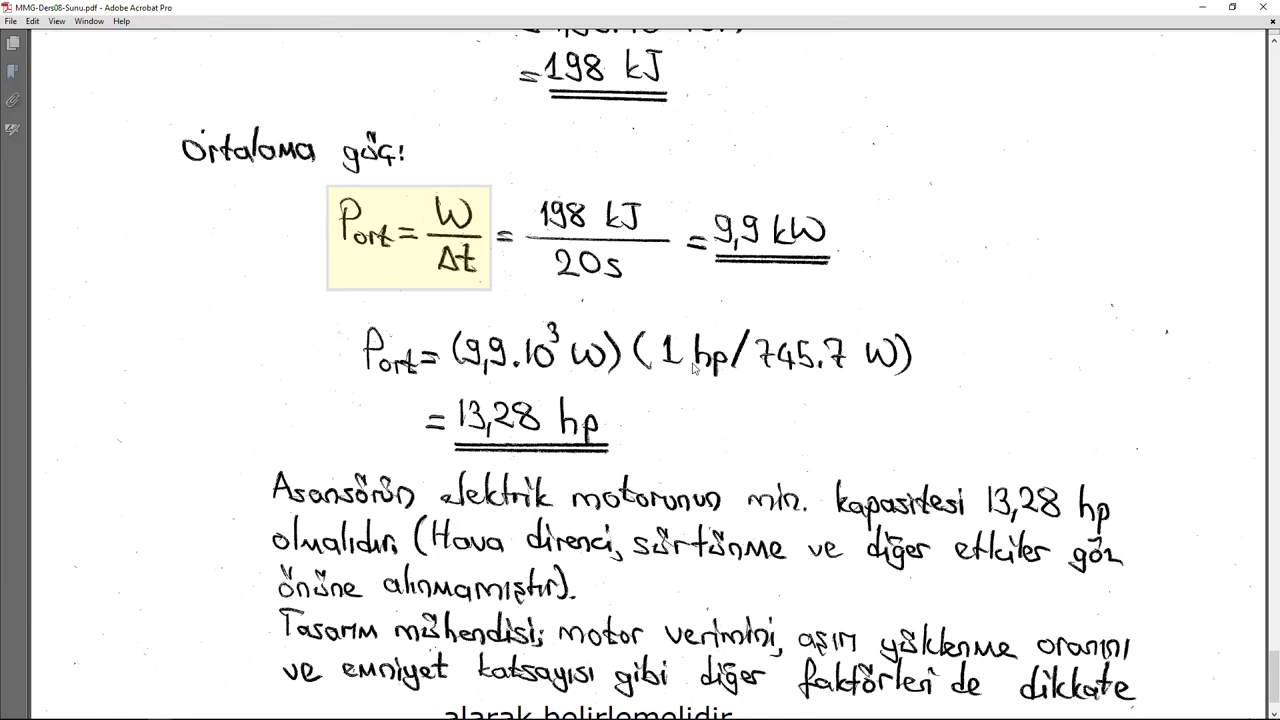 MMG-Ders08-Sunu.pdf - Adobe Acrobat Pro
File Edit View Window Help
= 198 kJ
Ortalama güç:
Port = W/Δt = 198 kJ/20s = 9,9 kW
Port = (9,9.10³ W) (1 hp/745.7 W)
= 13,28 hp
Asansörün elektrik motorunun min. kapasitesi 13,28 hp
olmalıdır. (Hava direnci, sürtünme ve diğer etkiler göz
önüne alınmamıştır).
Tasarım mühendisi; motor verimini, aşırı yüklenme oranını
ve emniyet katsayısı gibi diğer faktörleri de dikkate
alarak belirlemelidir